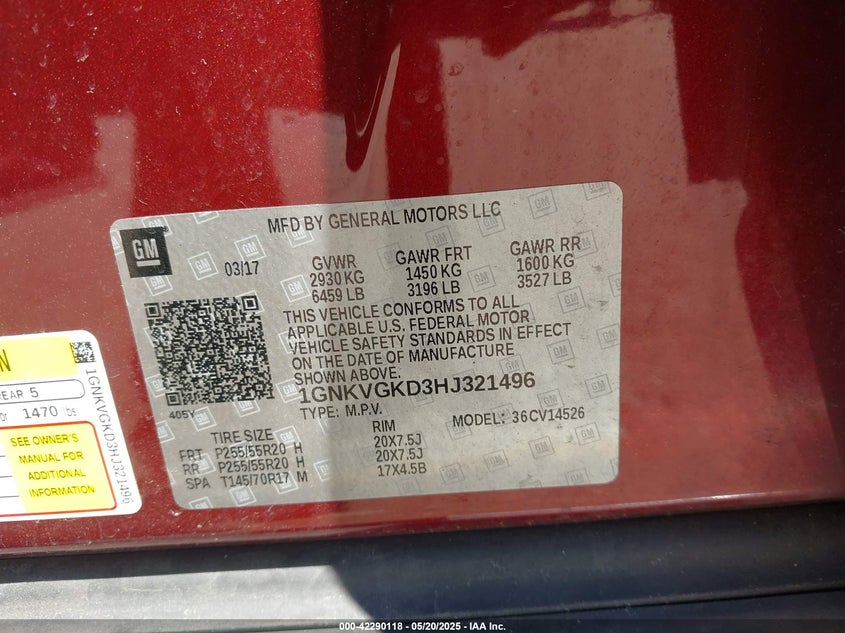 MFD BY GENERAL MOTORS LLC
GM
03/17
GVWR
2930 KG
6459 LB
GAWR FRT
1450 KG
3196 LB
GAWR RR
1600 KG
3527 LB
THIS VEHICLE CONFORMS TO ALL
APPLICABLE U.S. FEDERAL MOTOR
VEHICLE SAFETY STANDARDS IN EFFECT
ON THE DATE OF MANUFACTURE
SHOWN ABOVE.
1GNKVGKD3HJ321496
405Y
TYPE: M.P.V.
MODEL: 36CV14526
TIRE SIZE
RIM
FRT P255/55R20 H 20X7.5J
RR P255/55R20 H 20X7.5J
SPA T145/70R17 M 17X4.5B
5
1470 lbs
SEE OWNER'S
MANUAL FOR
ADDITIONAL
INFORMATION
1GNKVGKD3HJ321496
000-42290118 - 05/20/2025 - IAA Inc.